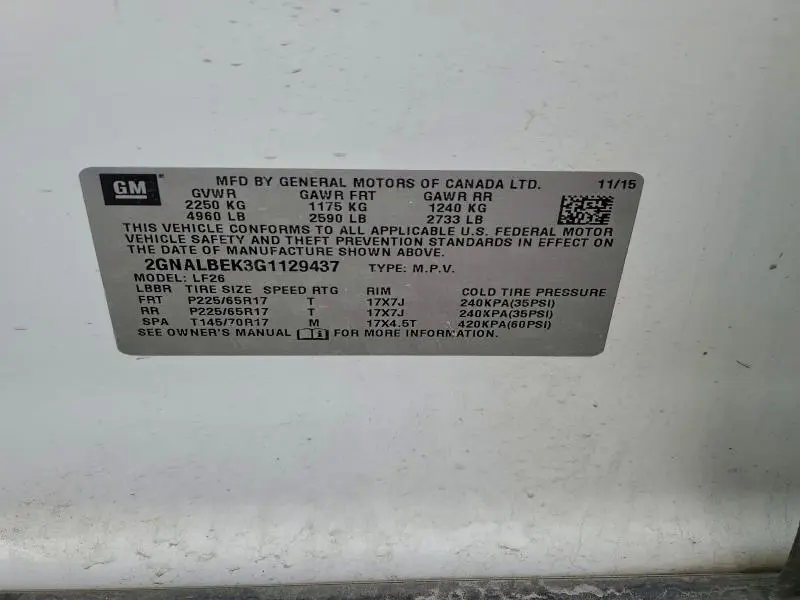 GM
MFD BY GENERAL MOTORS OF CANADA LTD. 11/15
GVWR GAWR FRT GAWR RR
2250 KG 1175 KG 1240 KG
4960 LB 2590 LB 2733 LB
THIS VEHICLE CONFORMS TO ALL APPLICABLE U.S. FEDERAL MOTOR
VEHICLE SAFETY AND THEFT PREVENTION STANDARDS IN EFFECT ON
THE DATE OF MANUFACTURE SHOWN ABOVE.
2GNALBEK3G1129437 TYPE: M.P.V.
MODEL: LF26
LBBR TIRE SIZE SPEED RTG RIM COLD TIRE PRESSURE
FRT P225/65R17 T 17X7J 240KPA(35PSI)
RR P225/65R17 T 17X7J 240KPA(35PSI)
SPA T145/70R17 M 17X4.5T 420KPA(60PSI)
SEE OWNER'S MANUAL FOR MORE INFORMATION.